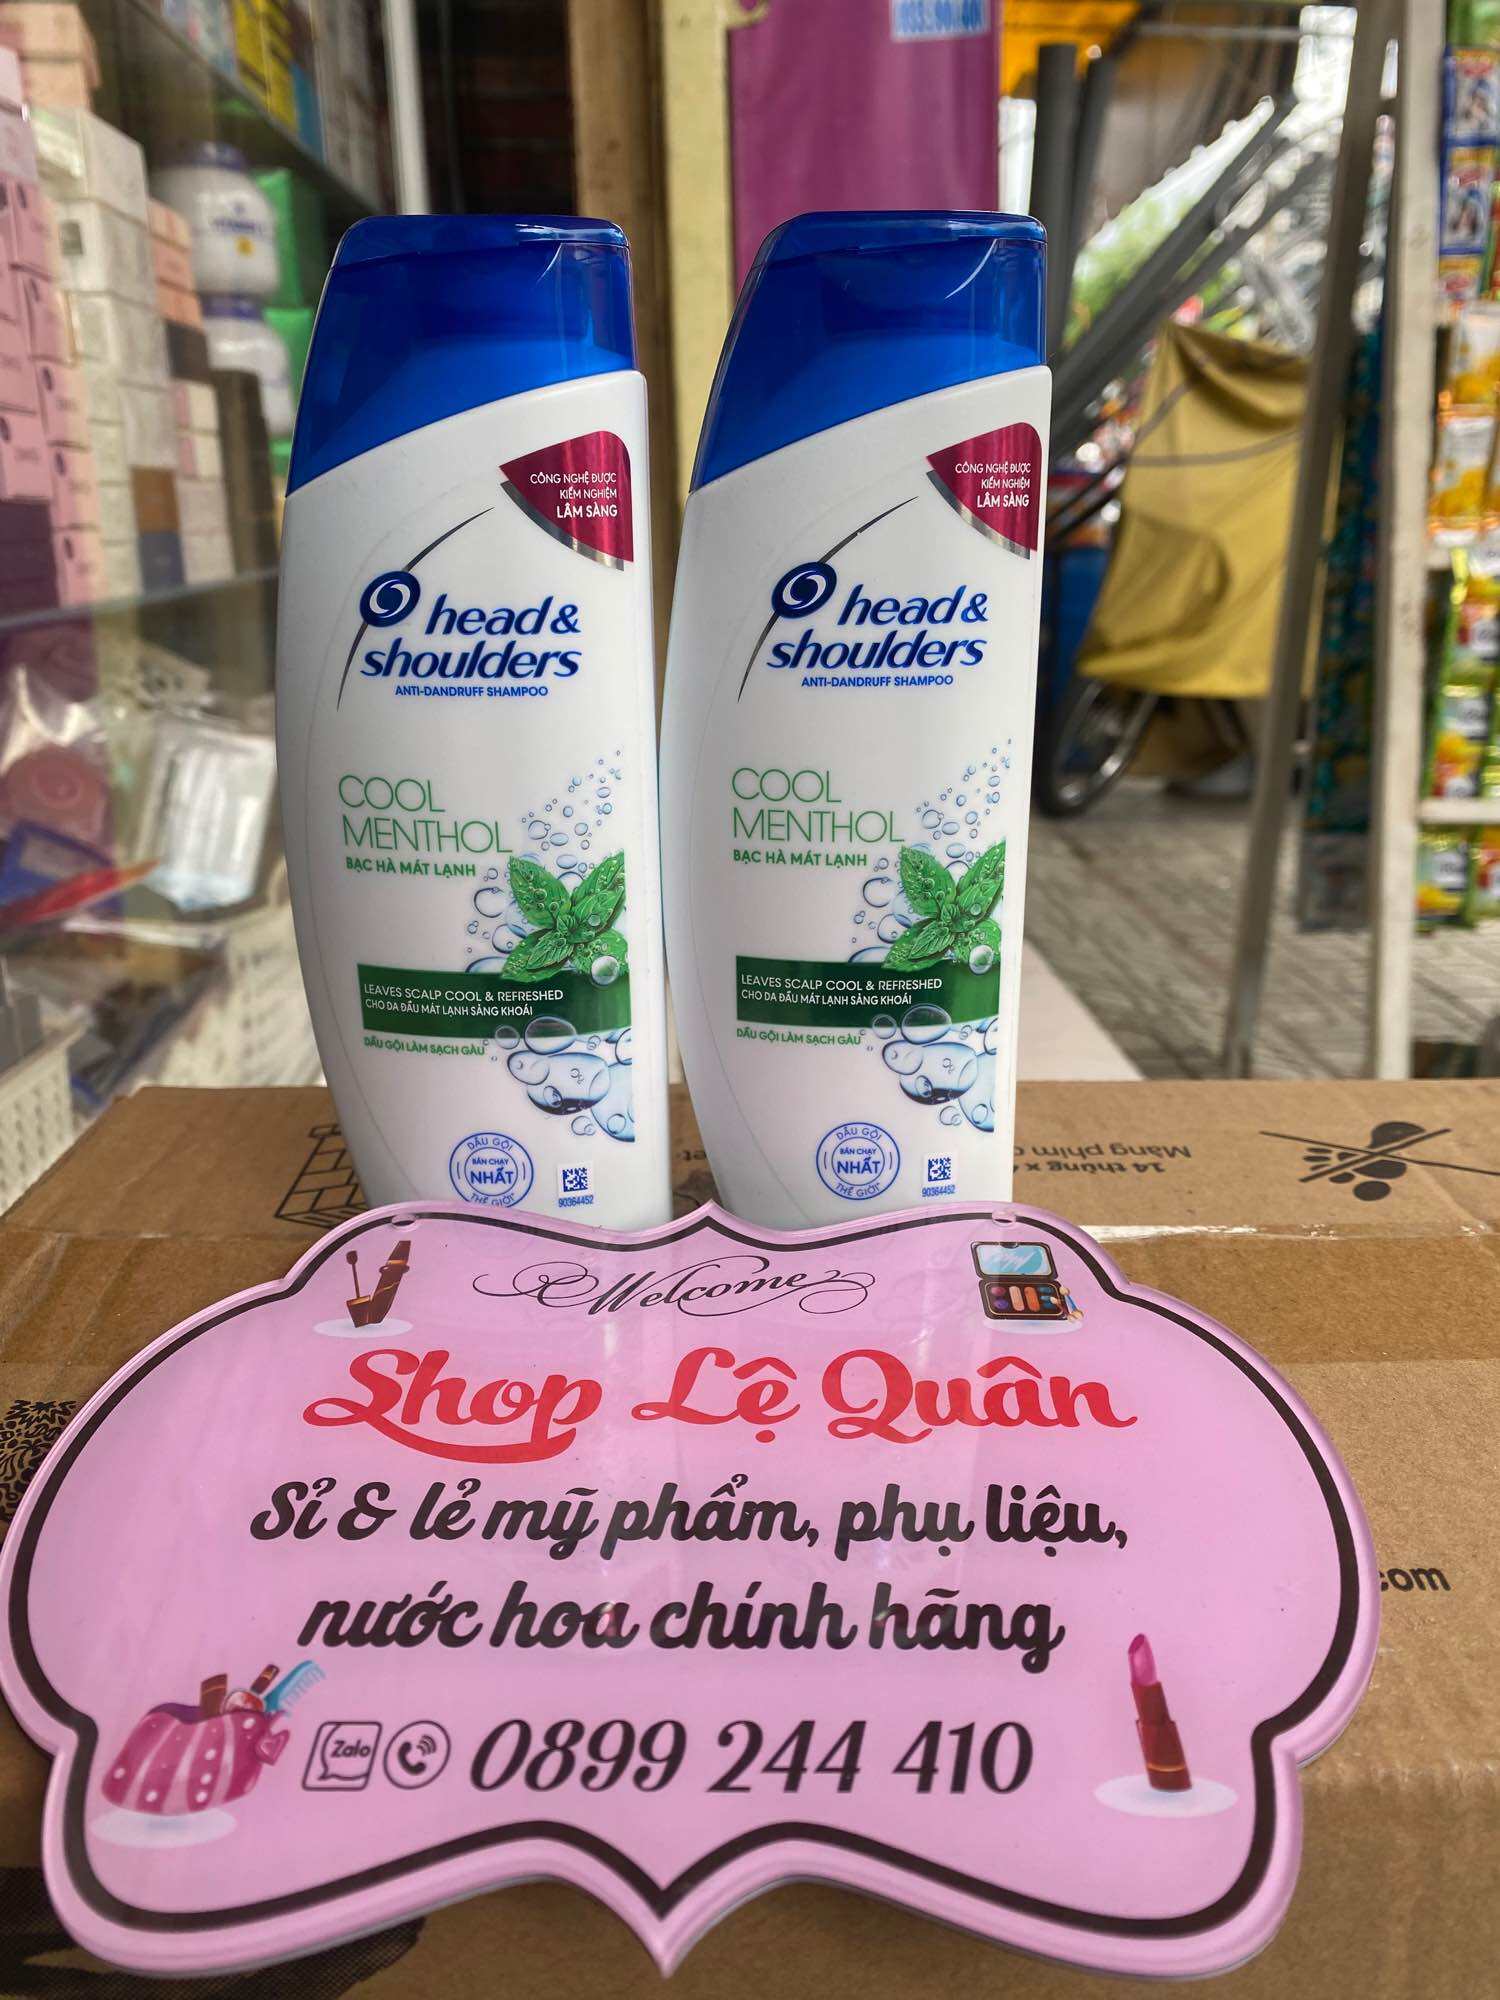 CÔNG NGHỆ ĐƯỢC
KIỂM NGHIỆM
LÂM SÀNG
head &
shoulders
ANTI-DANDRUFF SHAMPOO
COOL
MENTHOL
BẠC HÀ MÁT LẠNH
LEAVES SCALP COOL & REFRESHED
CHO DA ĐẦU MÁT LẠNH SẢNG KHOÁI
DẦU GỘI LÀM SẠCH GÀU
DẦU GỘI
BÁN CHẠY
NHẤT
THẾ GIỚI
90364452
CÔNG NGHỆ ĐƯỢC
KIỂM NGHIỆM
LÂM SÀNG
head &
shoulders
ANTI-DANDRUFF SHAMPOO
COOL
MENTHOL
BẠC HÀ MÁT LẠNH
LEAVES SCALP COOL & REFRESHED
CHO DA ĐẦU MÁT LẠNH SẢNG KHOÁI
DẦU GỘI LÀM SẠCH GÀU
DẦU GỘI
BÁN CHẠY
NHẤT
THẾ GIỚI
90364452
14 thùng x
Màng phim
Welcome
Shop Lệ Quân
Sỉ & lẻ mỹ phẩm, phụ liệu,
nước hoa chính hãng
Zalo 0899 244 410
.com